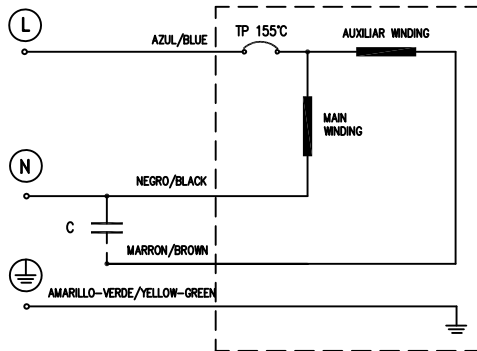 L
AZUL/BLUE
TP 155℃
AUXILIAR WINDING
MAIN
WINDING
N
NEGRO/BLACK
C
MARRON/BROWN
AMARILLO-VERDE/YELLOW-GREEN